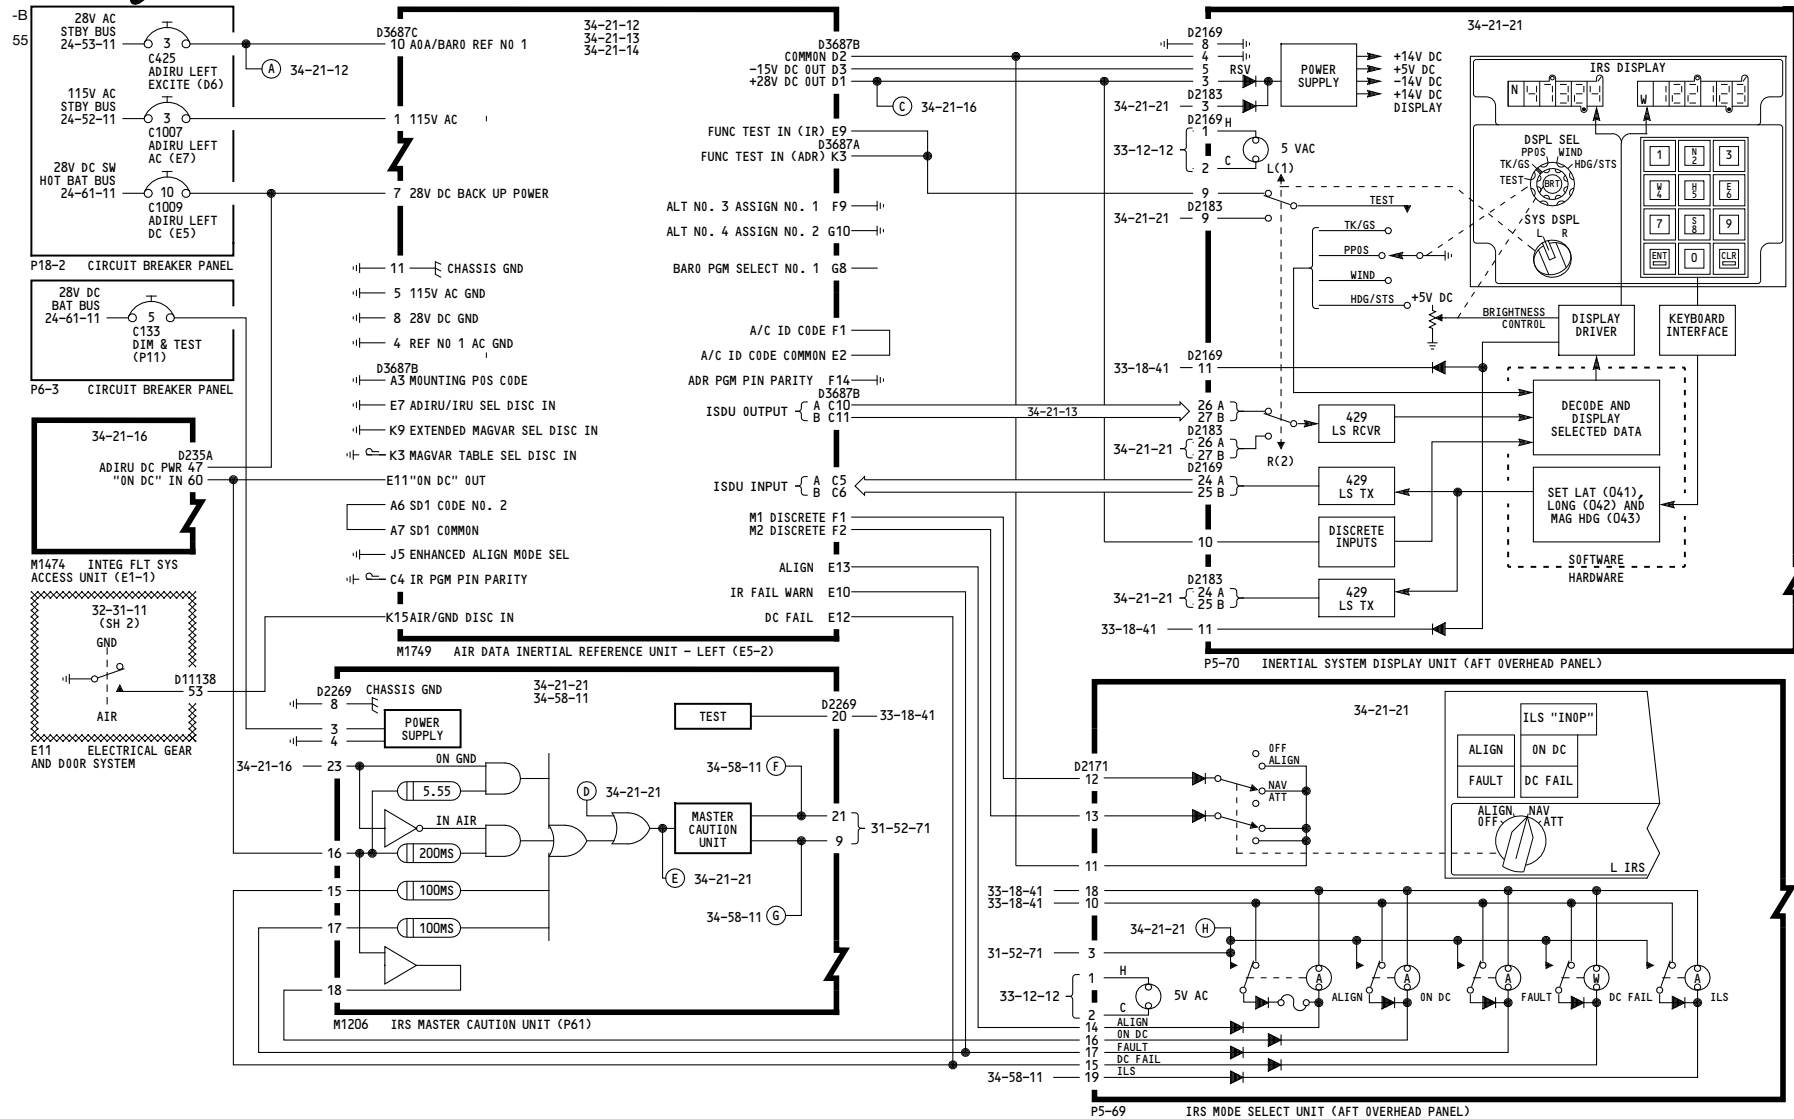 -B
55
28V AC
STBY BUS
24-53-11
3
C425
ADIRU LEFT
EXCITE (D6)
A 34-21-12
115V AC
STBY BUS
24-52-11
3
C1007
ADIRU LEFT
AC (E7)
28V DC SW
HOT BAT BUS
24-61-11
10
C1009
ADIRU LEFT
DC (E5)
P18-2 CIRCUIT BREAKER PANEL
28V DC
BAT BUS
24-61-11
5
C133
DIM & TEST
(P11)
P6-3 CIRCUIT BREAKER PANEL
34-21-16
D235A
ADIRU DC PWR 47
"ON DC" IN 60
M1474 INTEG FLT SYS
ACCESS UNIT (E1-1)
32-31-11
(SH 2)
GND
AIR
D11138
53
E11 ELECTRICAL GEAR
AND DOOR SYSTEM
34-21-12
34-21-13
34-21-14
D3687C
10 AOA/BARO REF NO 1
1 115V AC
7 28V DC BACK UP POWER
11 CHASSIS GND
5 115V AC GND
8 28V DC GND
4 REF NO 1 AC GND
D3687B
A3 MOUNTING POS CODE
E7 ADIRU/IRU SEL DISC IN
K9 EXTENDED MAGVAR SEL DISC IN
K3 MAGVAR TABLE SEL DISC IN
E11 "ON DC" OUT
A6 SD1 CODE NO. 2
A7 SD1 COMMON
J5 ENHANCED ALIGN MODE SEL
C4 IR PGM PIN PARITY
K15 AIR/GND DISC IN
D3687B
COMMON D2
-15V DC OUT D3
+28V DC OUT D1
C 34-21-16
FUNC TEST IN (IR) E9
D3687A
FUNC TEST IN (ADR) K3
ALT NO. 3 ASSIGN NO. 1 F9
ALT NO. 4 ASSIGN NO. 2 G10
BARO PGM SELECT NO. 1 G8
A/C ID CODE F1
A/C ID CODE COMMON E2
ADR PGM PIN PARITY F14
D3687B
ISDU OUTPUT A C10
B C11
34-21-13
ISDU INPUT A C5
B C6
M1 DISCRETE F1
M2 DISCRETE F2
ALIGN E13
IR FAIL WARN E10
DC FAIL E12
M1749 AIR DATA INERTIAL REFERENCE UNIT - LEFT (E5-2)
34-21-21
D2169
8
4
5
3
RSV
D2183
34-21-21 3
POWER
SUPPLY
+14V DC
+5V DC
-14V DC
+14V DC
DISPLAY
D2169
33-12-12 1 H
2 C
5 VAC
L(1)
9
D2183
34-21-21 9
TEST
TK/GS
PPOS
WIND
HDG/STS
+5V DC
BRIGHTNESS
CONTROL
DISPLAY
DRIVER
KEYBOARD
INTERFACE
IRS DISPLAY
N 47334
W 122123
DSPL SEL
PPOS WIND
TK/GS HDG/STS
TEST
BRT
SYS DSPL
L R
1 N 2 3
W 4 H 5 E 6
7 S 8 9
ENT 0 CLR
D2169
33-18-41 11
26 A
27 B
D2183
34-21-21 26 A
27 B
R(2)
429
LS RCVR
DECODE AND
DISPLAY
SELECTED DATA
D2169
24 A
25 B
429
LS TX
SET LAT (041),
LONG (042) AND
MAG HDG (043)
10
DISCRETE
INPUTS
D2183
34-21-21 24 A
25 B
429
LS TX
SOFTWARE
HARDWARE
33-18-41 11
P5-70 INERTIAL SYSTEM DISPLAY UNIT (AFT OVERHEAD PANEL)
34-21-21
34-58-11
D2269
8 CHASSIS GND
3
4
POWER
SUPPLY
34-21-16 23
ON GND
5.55
IN AIR
16
200MS
15
100MS
17
100MS
18
D 34-21-21
E 34-21-21
MASTER
CAUTION
UNIT
TEST
D2269
20 33-18-41
34-58-11 F
21
9
31-52-71
34-58-11 G
M1206 IRS MASTER CAUTION UNIT (P61)
34-21-21
D2171
12
13
11
OFF
ALIGN
NAV
ATT
ILS "INOP"
ALIGN ON DC
FAULT DC FAIL
ALIGN NAV
OFF ATT
L IRS
33-18-41 18
33-18-41 10
34-21-21 H
31-52-71 3
33-12-12 1 H
2 C
5V AC
A ALIGN
A ON DC
A FAULT
W DC FAIL
A ILS
14 ALIGN
16 ON DC
17 FAULT
15 DC FAIL
34-58-11 19 ILS
P5-69 IRS MODE SELECT UNIT (AFT OVERHEAD PANEL)